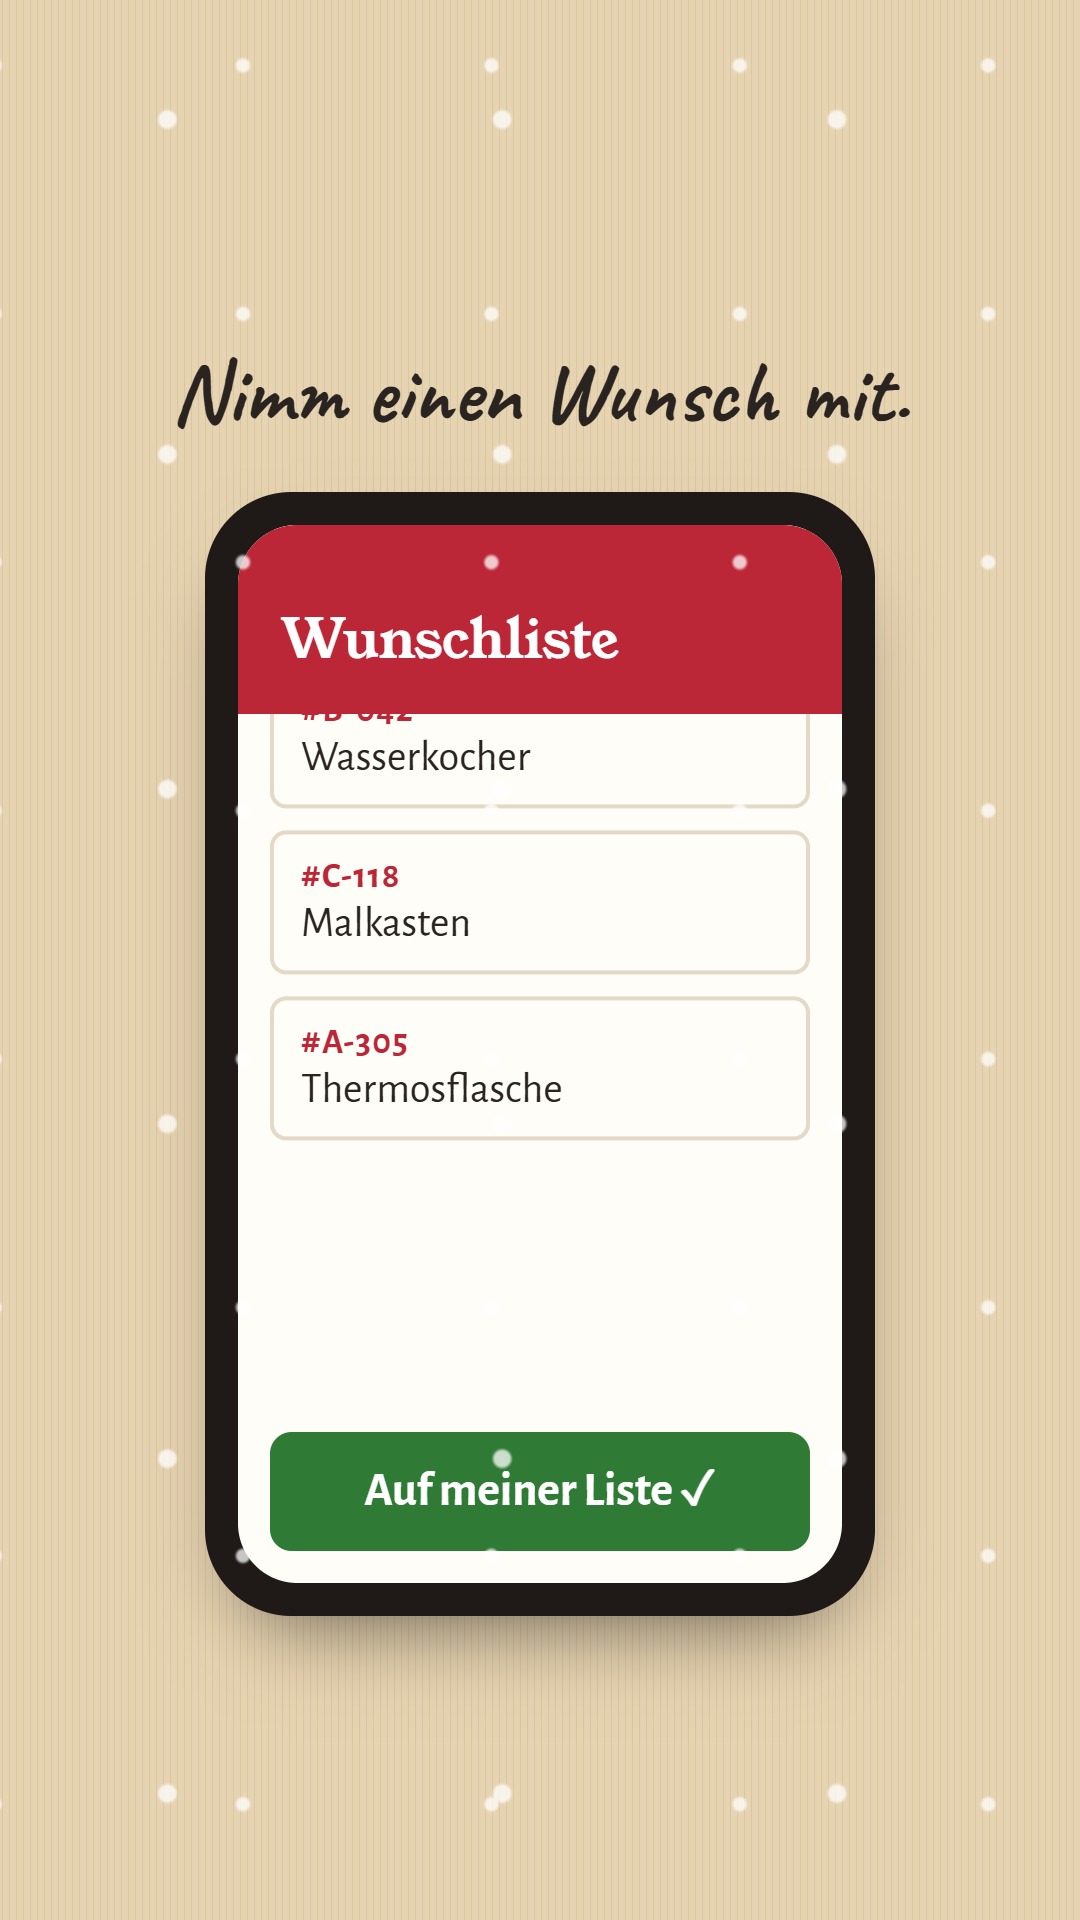 Nimm einen Wunsch mit.
Wunschliste
Wasserkocher
#C-118
Malkasten
#A-305
Thermosflasche
Auf meiner Liste ✓